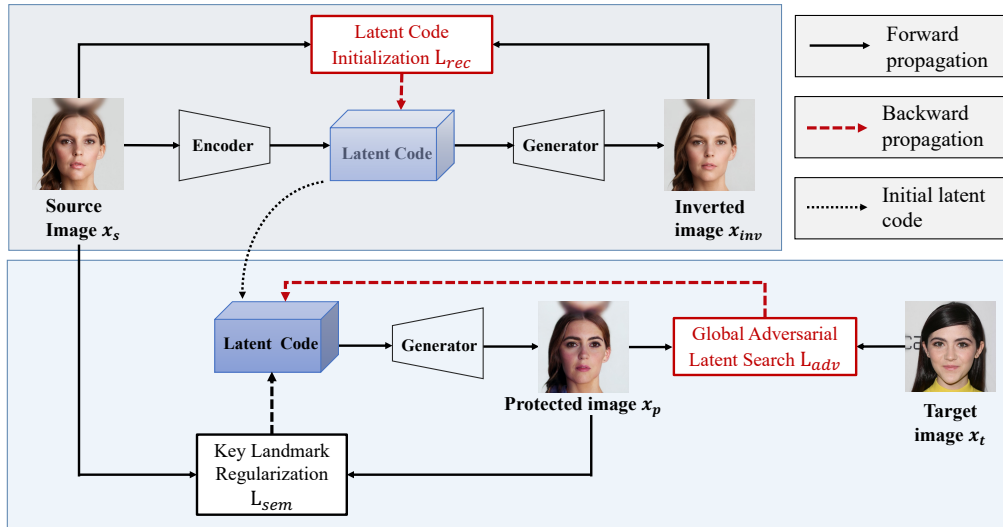 Latent Code
Initialization L_rec
Forward
propagation
Backward
propagation
Encoder
Latent Code
Generator
Source
Image x_s
Inverted
image x_inv
Initial latent
code
Latent Code
Generator
Global Adversarial
Latent Search L_adv
ca
Protected image x_p
Target
image x_t
Key Landmark
Regularization
L_sem